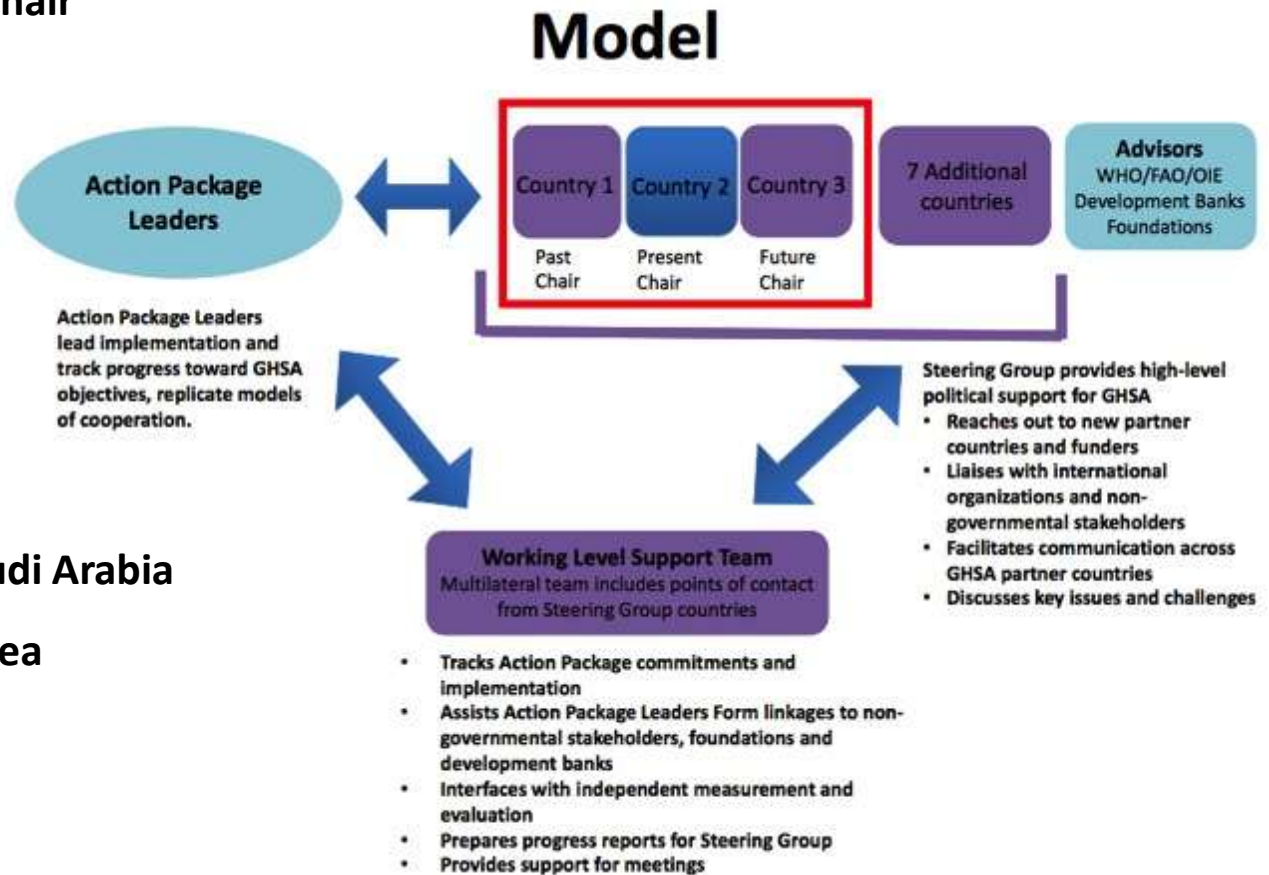 Model
Action Package
Leaders
Country 1
Country 2
Country 3
Past
Chair
Present
Chair
Future
Chair
7 Additional
countries
Advisors
WHO/FAO/OIE
Development Banks
Foundations
Action Package Leaders
lead implementation and
track progress toward GHSA
objectives, replicate models
of cooperation.
Steering Group provides high-level
political support for GHSA
• Reaches out to new partner
countries and funders
• Liaises with international
organizations and non-
governmental stakeholders
• Facilitates communication across
GHSA partner countries
• Discusses key issues and challenges
Arabia
Working Level Support Team
Multilateral team includes points of contact
from Steering Group countries
• Tracks Action Package commitments and
implementation
• Assists Action Package Leaders Form linkages to non-
governmental stakeholders, foundations and
development banks
• Interfaces with independent measurement and
evaluation
• Prepares progress reports for Steering Group
• Provides support for meetings